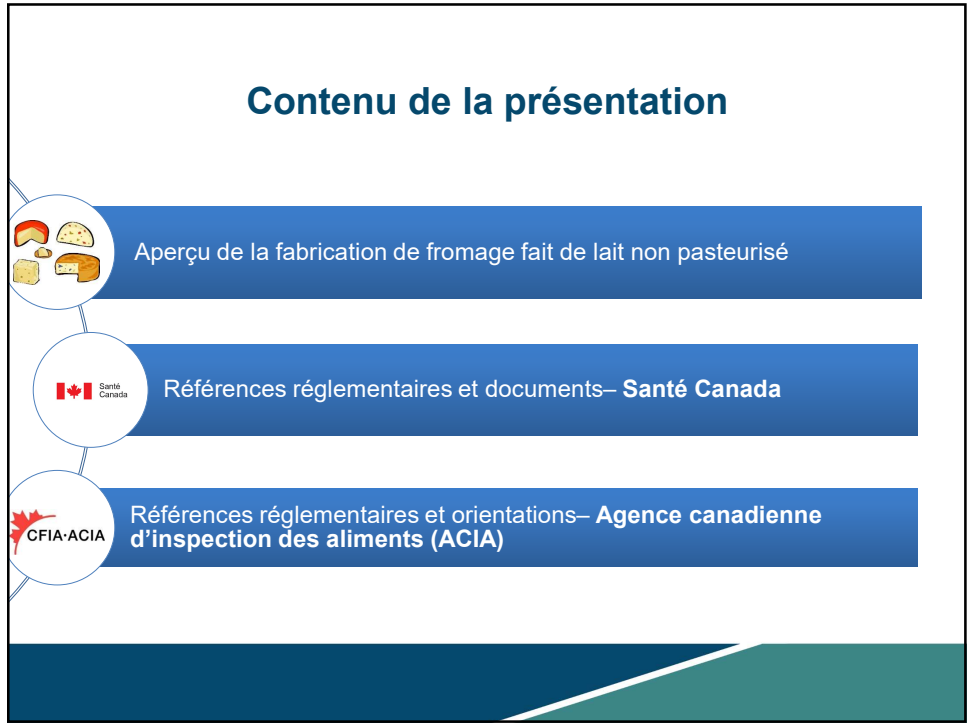 Contenu de la présentation
Aperçu de la fabrication de fromage fait de lait non pasteurisé
Santé
Canada
Références réglementaires et documents– Santé Canada
CFIA·ACIA
Références réglementaires et orientations– Agence canadienne
d'inspection des aliments (ACIA)